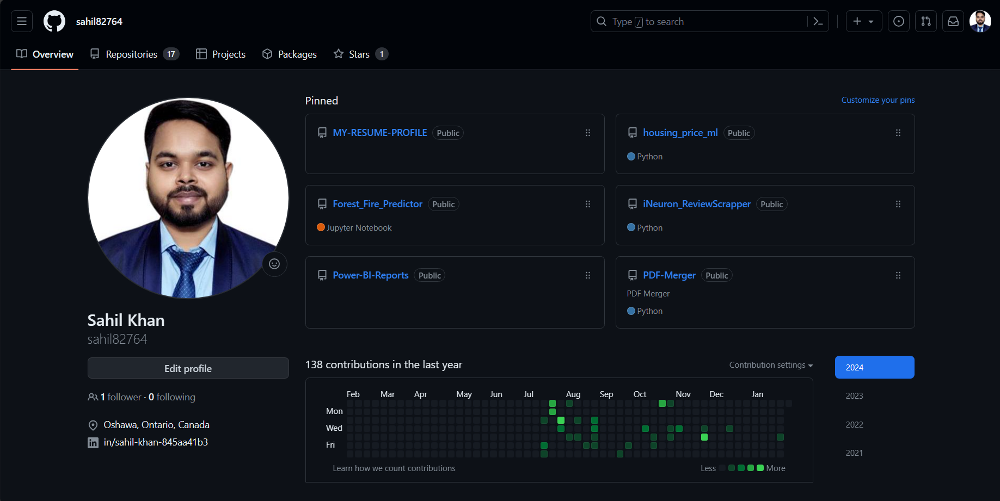 sahil82764
Type / to search
Overview
Repositories 17
Projects
Packages
Stars 1
Pinned
Customize your pins
MY-RESUME-PROFILE Public
housing_price_ml Public
Python
Forest_Fire_Predictor Public
Jupyter Notebook
iNeuron_ReviewScrapper Public
Python
Power-BI-Reports Public
PDF-Merger Public
PDF Merger
Python
Sahil Khan
sahil82764
Edit profile
1 follower · 0 following
Oshawa, Ontario, Canada
in/sahil-khan-845aa41b3
138 contributions in the last year
Contribution settings
Feb Mar Apr May Jun Jul Aug Sep Oct Nov Dec Jan
Mon
Wed
Fri
Learn how we count contributions
Less More
2024
2023
2022
2021